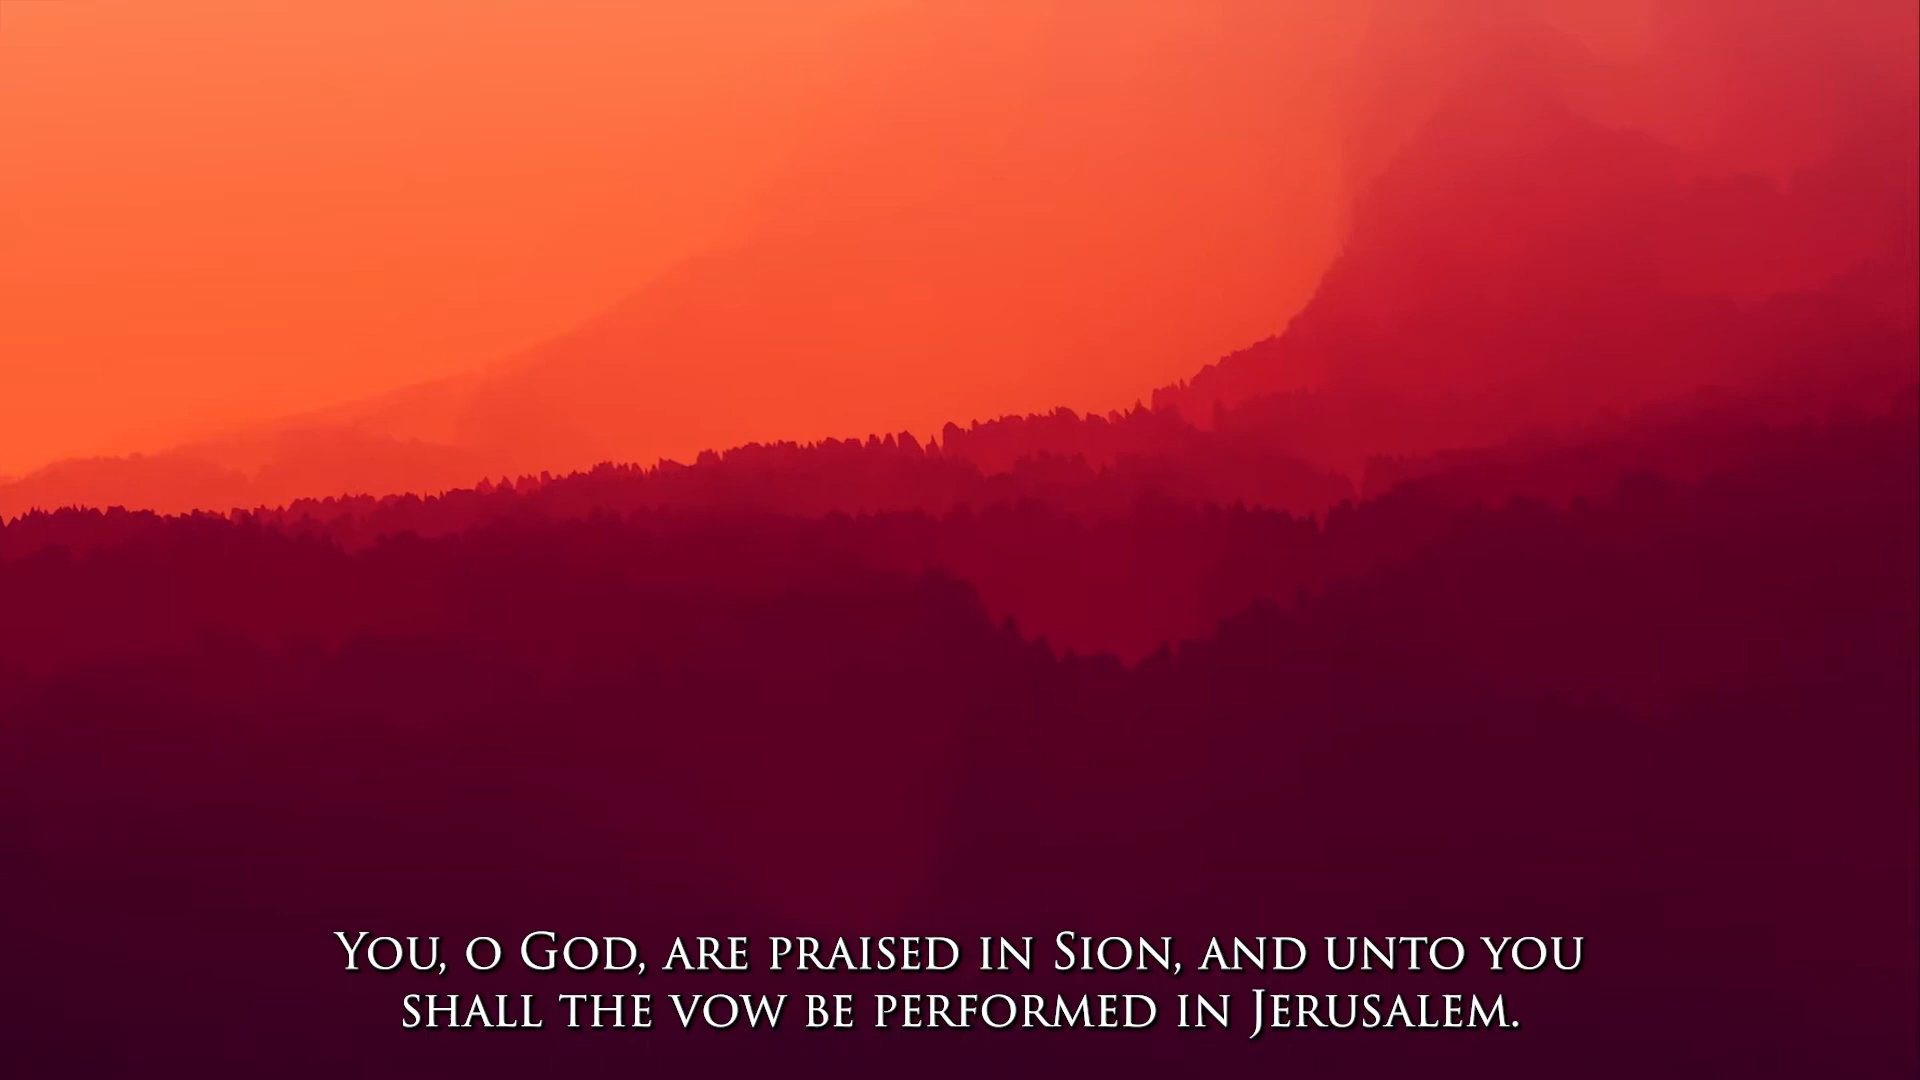 You, o God, are praised in Sion, and unto you
shall the vow be performed in Jerusalem.